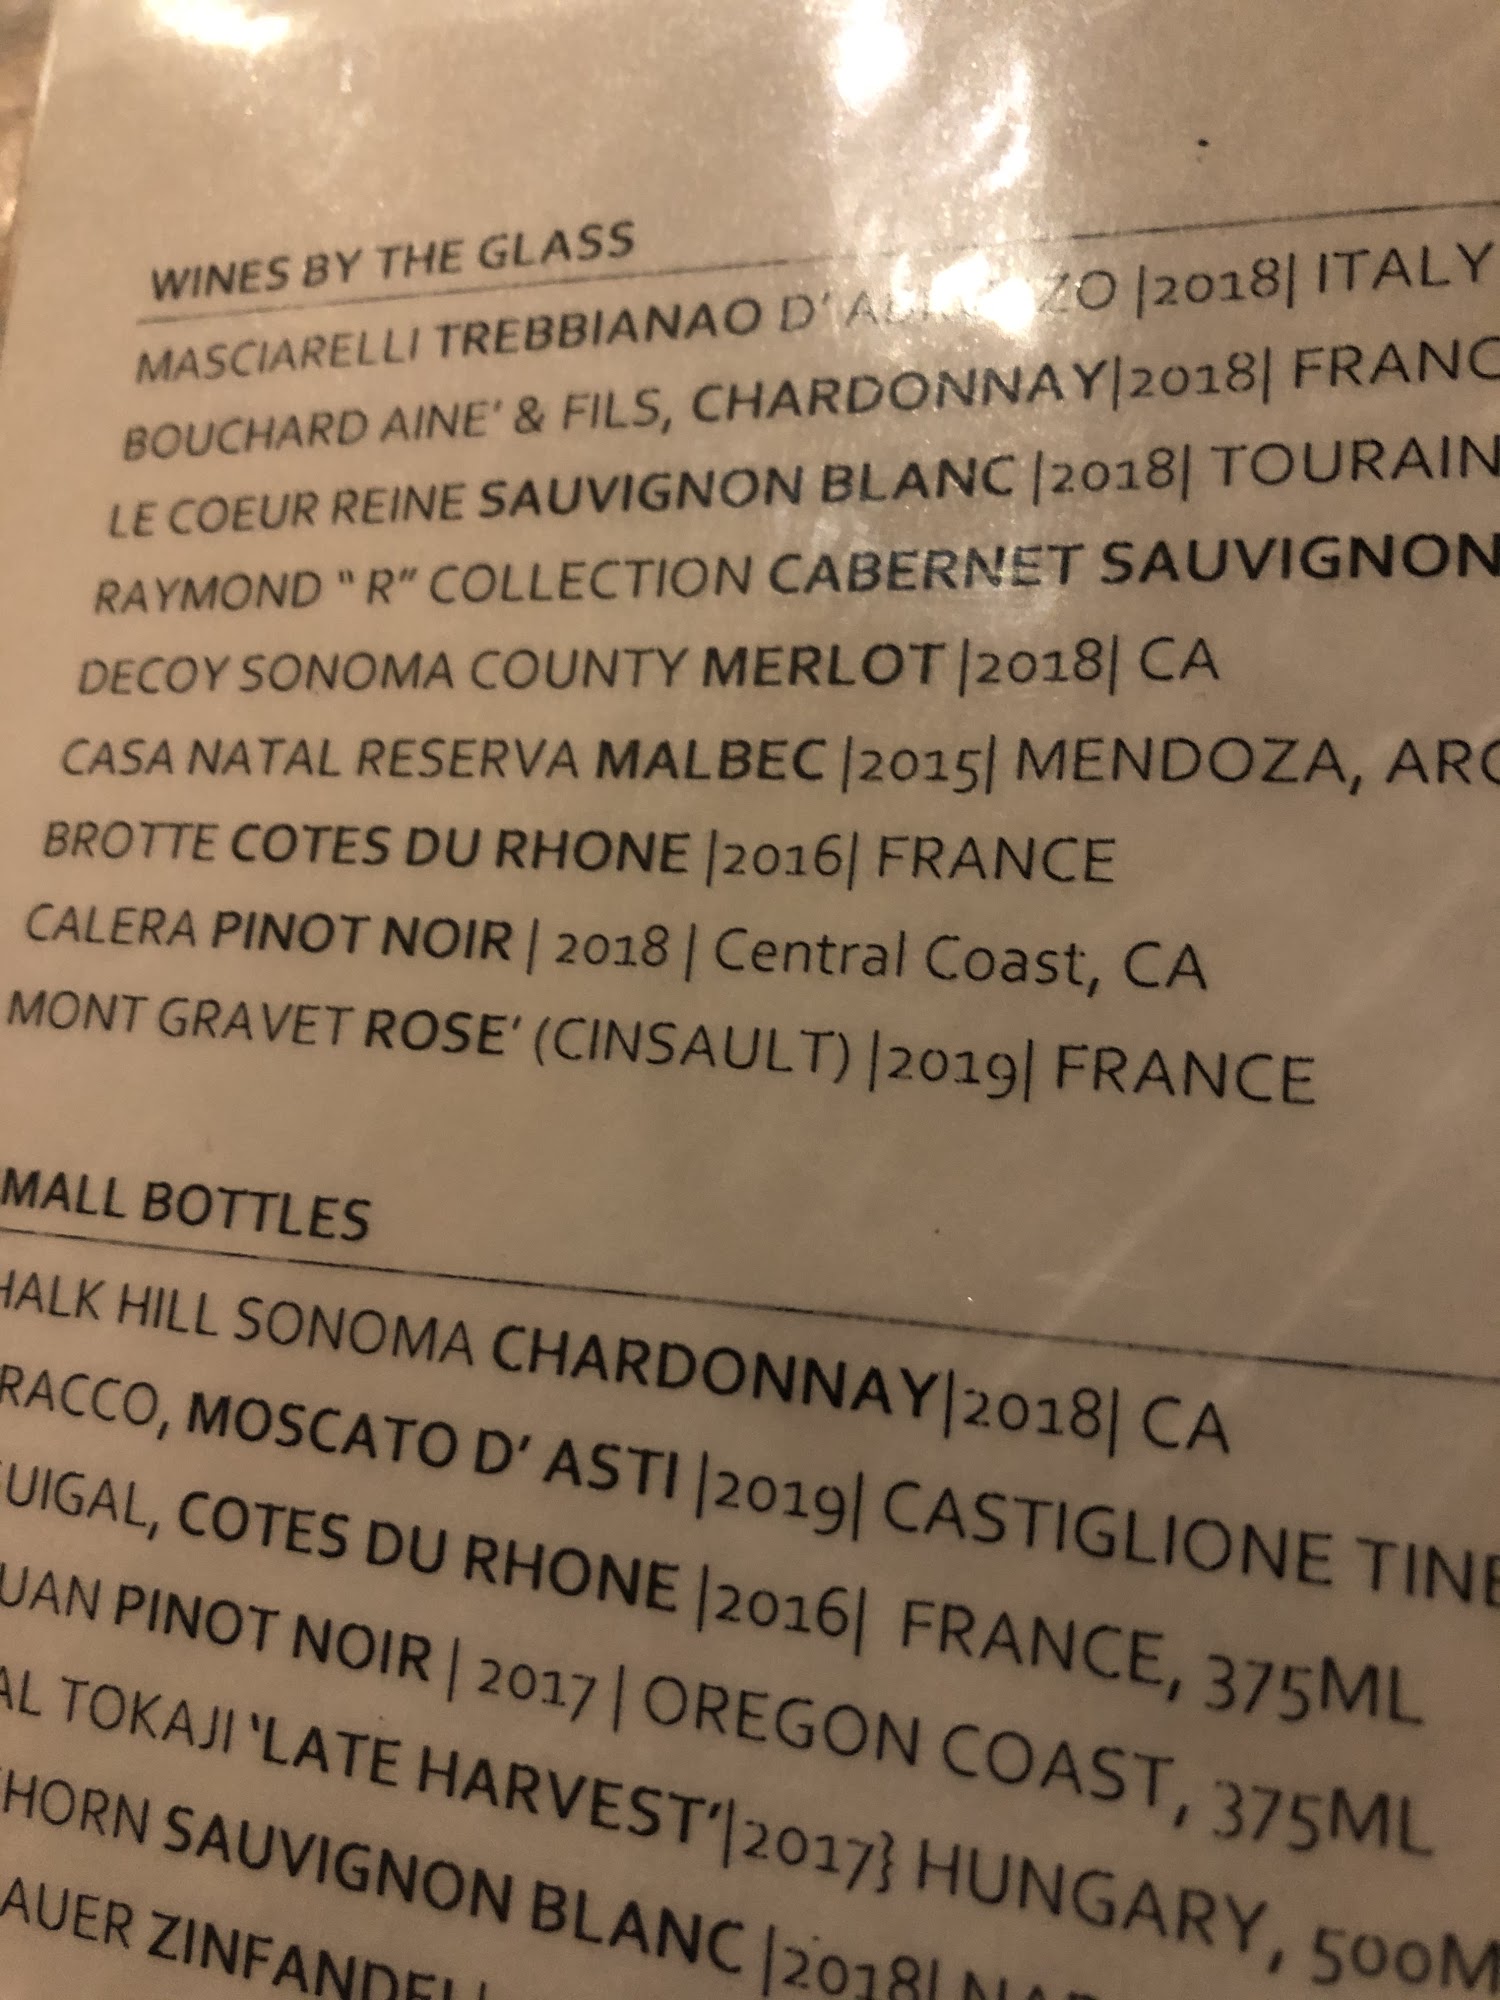 WINES BY THE GLASS
MASCIARELLI TREBBIANAO D' |2018| ITALY
BOUCHARD AINE' & FILS, CHARDONNAY|2018| FRANC
LE COEUR REINE SAUVIGNON BLANC |2018| TOURAIN
RAYMOND " R" COLLECTION CABERNET SAUVIGNON
DECOY SONOMA COUNTY MERLOT |2018| CA
CASA NATAL RESERVA MALBEC |2015| MENDOZA, ARG
BROTTE COTES DU RHONE |2016| FRANCE
CALERA PINOT NOIR | 2018 | Central Coast, CA
MONT GRAVET ROSE' (CINSAULT) |2019| FRANCE
MALL BOTTLES
HALK HILL SONOMA CHARDONNAY|2018| CA
RACCO, MOSCATO D' ASTI |2019| CASTIGLIONE TINE
UIGAL, COTES DU RHONE |2016| FRANCE, 375ML
UAN PINOT NOIR | 2017 | OREGON COAST, 375ML
AL TOKAJI 'LATE HARVEST'|2017} HUNGARY, 500M
HORN SAUVIGNON BLANC |2018|
AUER ZINFANDEL